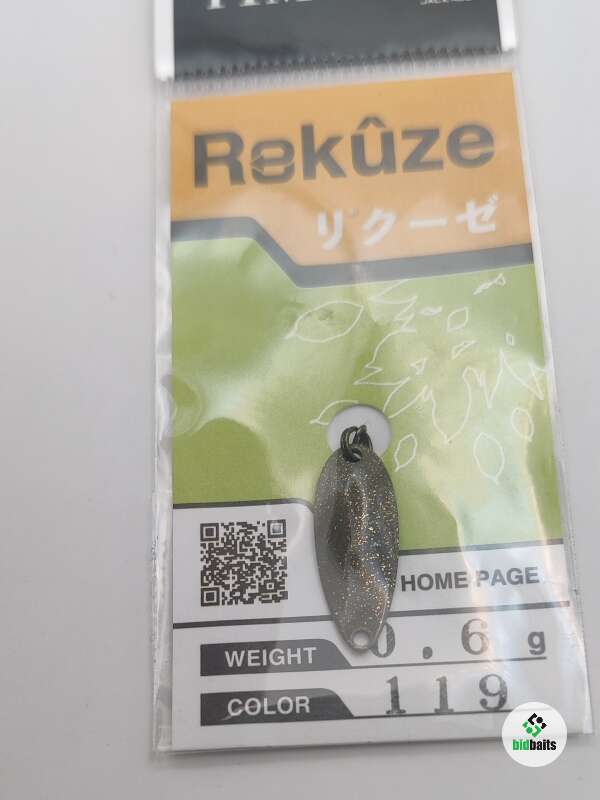 Rekûze
リクーゼ
HOME PAGE
WEIGHT 0.6 g
COLOR 119
bidbaits